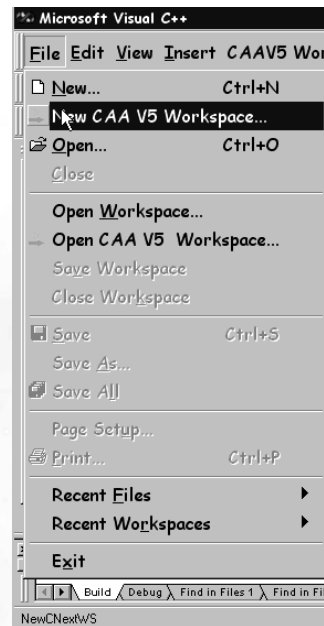 Microsoft Visual C++
File Edit View Insert CAAV5 Wor
New... Ctrl+N
New CAA V5 Workspace...
Open... Ctrl+O
Close
Open Workspace...
Open CAA V5 Workspace...
Save Workspace
Close Workspace
Save Ctrl+S
Save As...
Save All
Page Setup...
Print... Ctrl+P
Recent Files
Recent Workspaces
Exit
Build Debug Find in Files 1 Find in Fil
NewCNextWS